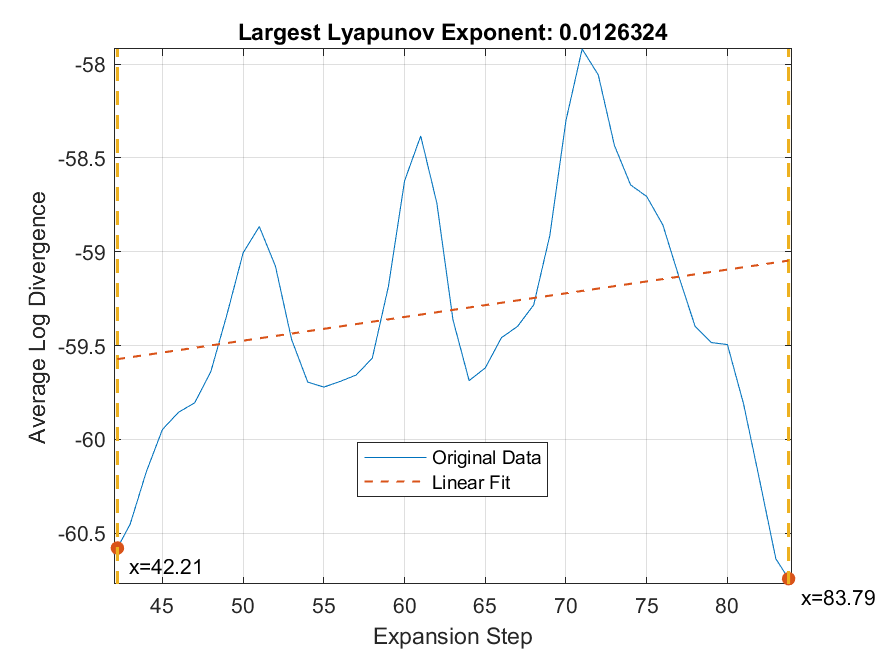 Largest Lyapunov Exponent: 0.0126324
-58
-58.5
-59
-59.5
-60
-60.5
Average Log Divergence
Original Data
Linear Fit
x=42.21
x=83.79
45 50 55 60 65 70 75 80
Expansion Step